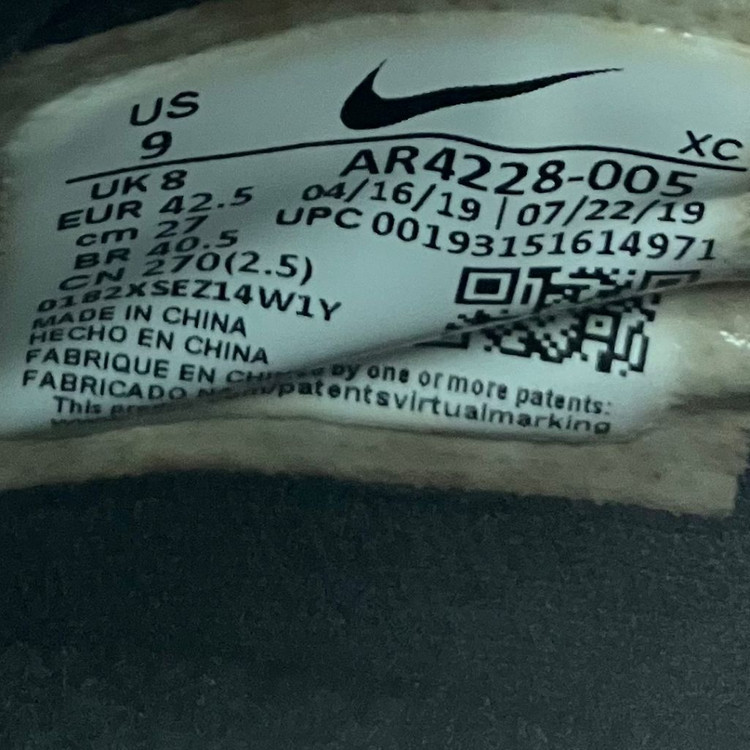 US
9
XC
UK 8
AR4228-005
EUR 42.5
04/16/19 | 07/22/19
cm 27
UPC 00193151614971
BR 40.5
CN 270(2.5)
0182XSEZ14W1Y
MADE IN CHINA
HECHO EN CHINA
FABRIQUE EN
FABRICADO
This by one or more patents:
/patentsvirtualmarking